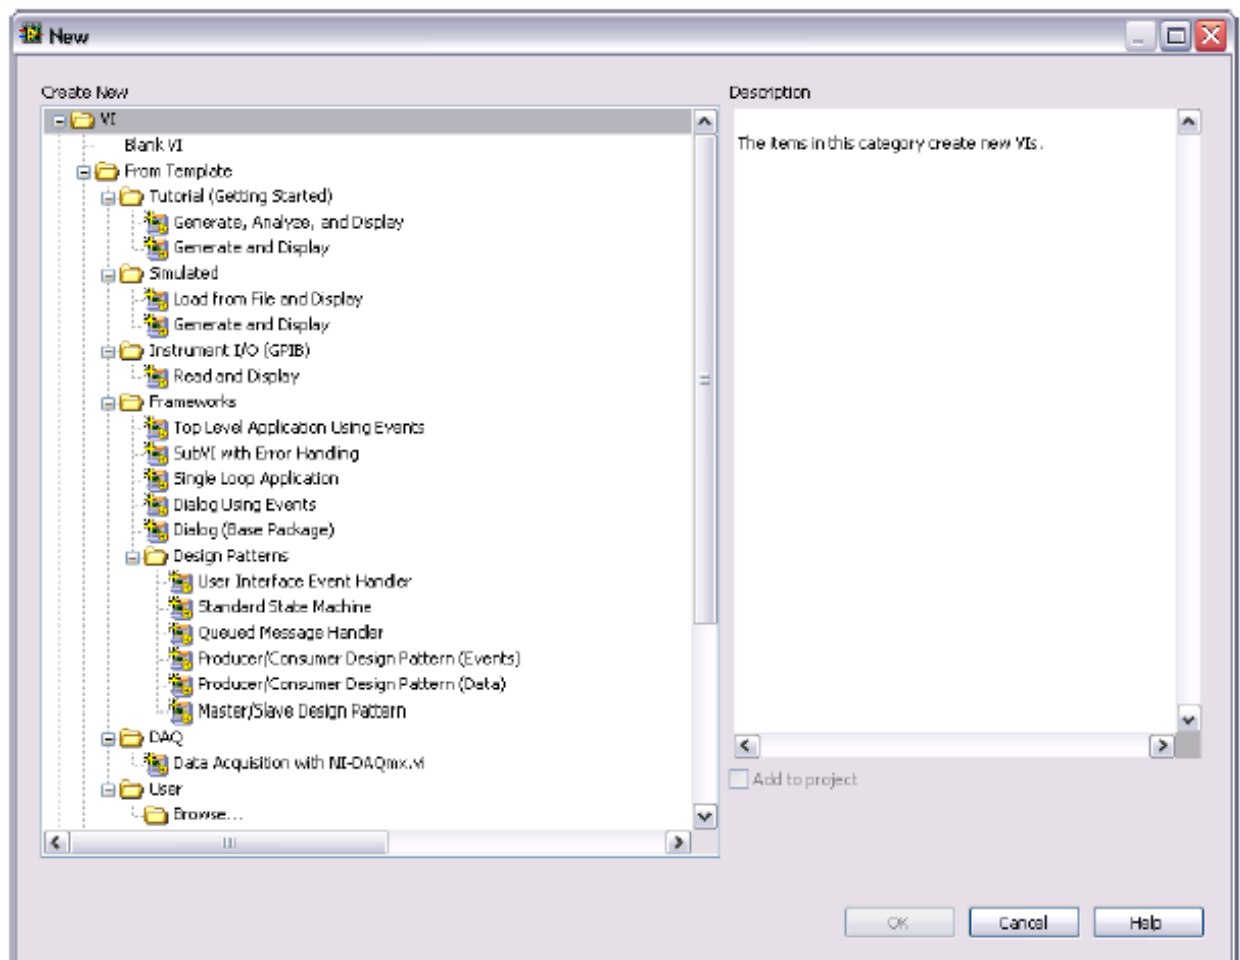 New
Create New
VI
Blank VI
From Template
Tutorial (Getting Started)
Generate, Analyze, and Display
Generate and Display
Simulated
Load from File and Display
Generate and Display
Instrument I/O (GPIB)
Read and Display
Frameworks
Top Level Application Using Events
SubVI with Error Handling
Single Loop Application
Dialog Using Events
Dialog (Base Package)
Design Patterns
User Interface Event Handler
Standard State Machine
Queued Message Handler
Producer/Consumer Design Pattern (Events)
Producer/Consumer Design Pattern (Data)
Master/Slave Design Pattern
DAQ
Data Acquisition with NI-DAQmx.vi
User
Browse...
Description
The items in this category create new VIs.
Add to project
OK
Cancel
Help